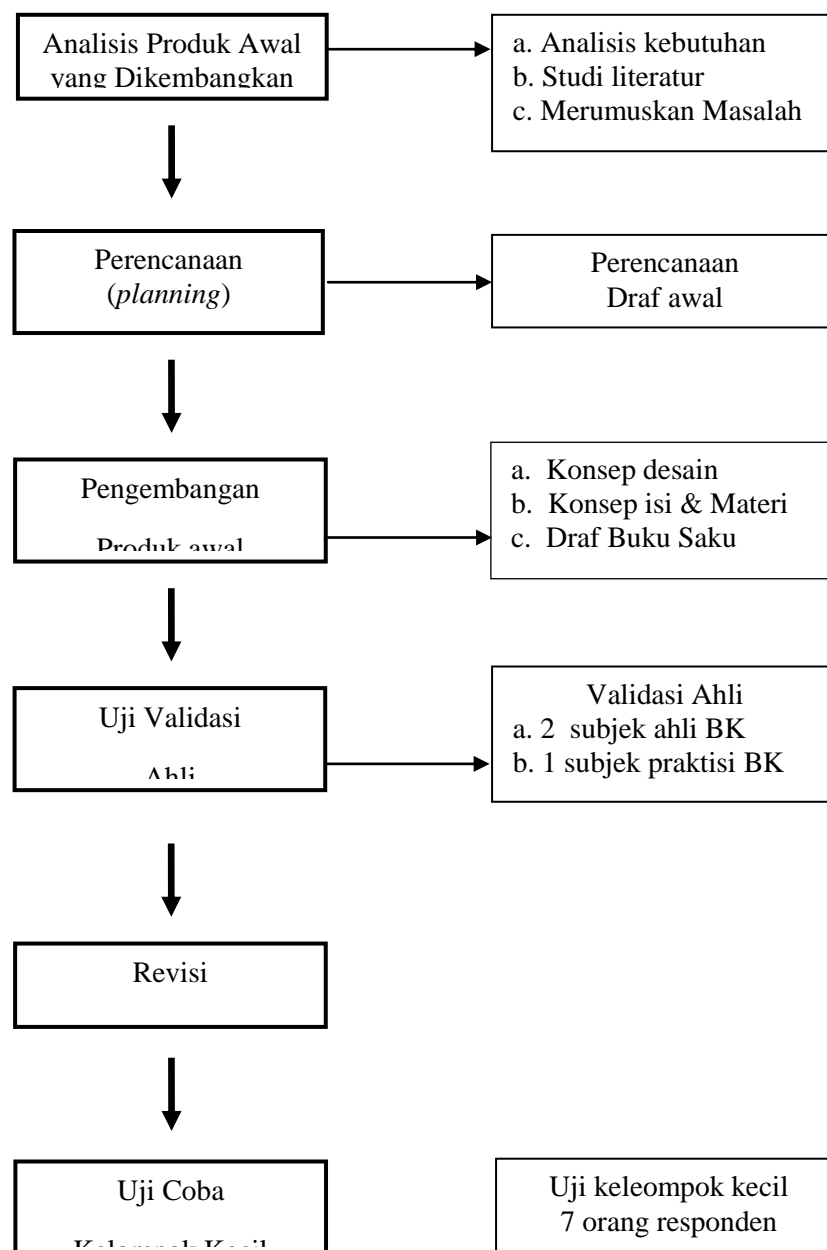 Analisis Produk Awal
yang Dikembangkan
a. Analisis kebutuhan
b. Studi literatur
c. Merumuskan Masalah
Perencanaan
(planning)
Perencanaan
Draf awal
Pengembangan
Produk awal
a. Konsep desain
b. Konsep isi & Materi
c. Draf Buku Saku
Uji Validasi
Ahli
Validasi Ahli
a. 2 subjek ahli BK
b. 1 subjek praktisi BK
Revisi
Uji Coba
Kelompok Kecil
Uji keleompok kecil
7 orang responden